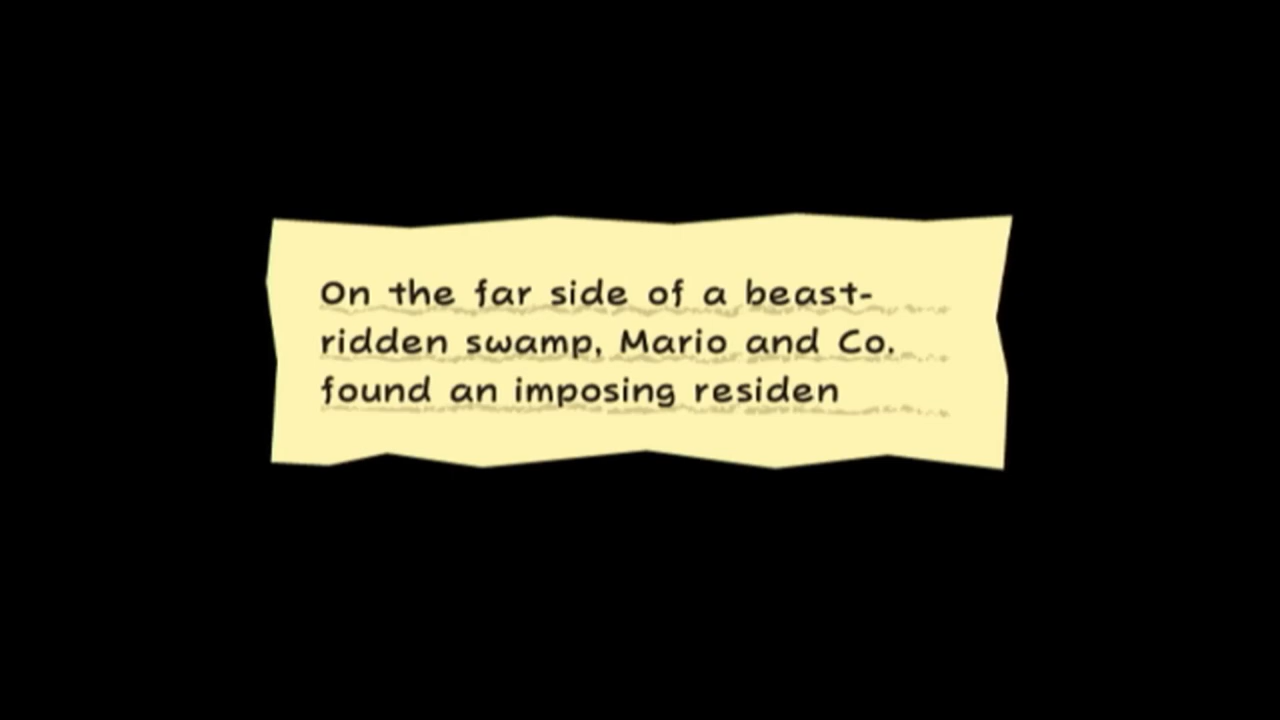 On the far side of a beast-
ridden swamp, Mario and Co.
found an imposing residen